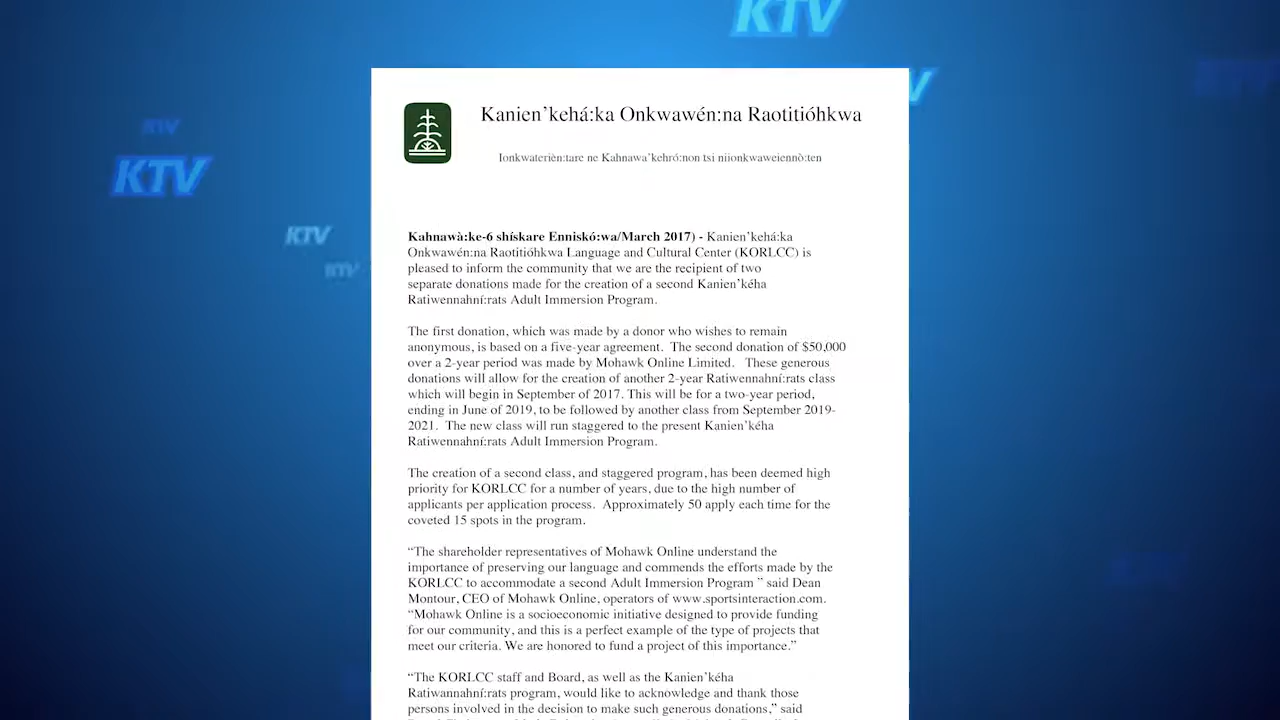 KTV
KTV
KTV
KTV
KTV
Kanien’kehá:ka Onkwawén:na Raotitióhkwa
Ionkwaterièn:tare ne Kahnawa’kehró:non tsi niionkwaweiennò:ten
Kahnawà:ke-6 shískare Enniskó:wa/March 2017) - Kanien’kehá:ka
Onkwawén:na Raotitióhkwa Language and Cultural Center (KORLCC) is
pleased to inform the community that we are the recipient of two
separate donations made for the creation of a second Kanien’kéha
Ratiwennahní:rats Adult Immersion Program.
The first donation, which was made by a donor who wishes to remain
anonymous, is based on a five-year agreement.  The second donation of $50,000
over a 2-year period was made by Mohawk Online Limited.   These generous
donations will allow for the creation of another 2-year Ratiwennahní:rats class
which will begin in September of 2017. This will be for a two-year period,
ending in June of 2019, to be followed by another class from September 2019-
2021.  The new class will run staggered to the present Kanien’kéha
Ratiwennahní:rats Adult Immersion Program.
The creation of a second class, and staggered program, has been deemed high
priority for KORLCC for a number of years, due to the high number of
applicants per application process.  Approximately 50 apply each time for the
coveted 15 spots in the program.
“The shareholder representatives of Mohawk Online understand the
importance of preserving our language and commends the efforts made by the
KORLCC to accommodate a second Adult Immersion Program ” said Dean
Montour, CEO of Mohawk Online, operators of www.sportsinteraction.com.
“Mohawk Online is a socioeconomic initiative designed to provide funding
for our community, and this is a perfect example of the type of projects that
meet our criteria. We are honored to fund a project of this importance.”
“The KORLCC staff and Board, as well as the Kanien’kéha
Ratiwannahní:rats program, would like to acknowledge and thank those
persons involved in the decision to make such generous donations,” said